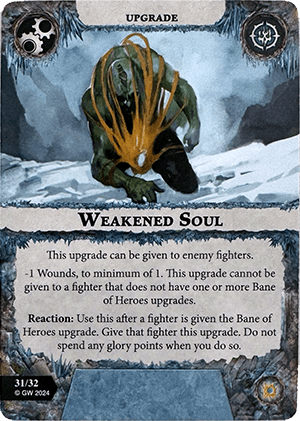 UPGRADE
WEAKENED SOUL
This upgrade can be given to enemy fighters.
-1 Wounds, to minimum of 1. This upgrade cannot be
given to a fighter that does not have one or more Bane
of Heroes upgrades.
Reaction: Use this after a fighter is given the Bane of
Heroes upgrade. Give that fighter this upgrade. Do not
spend any glory points when you do so.
31/32
© GW 2024